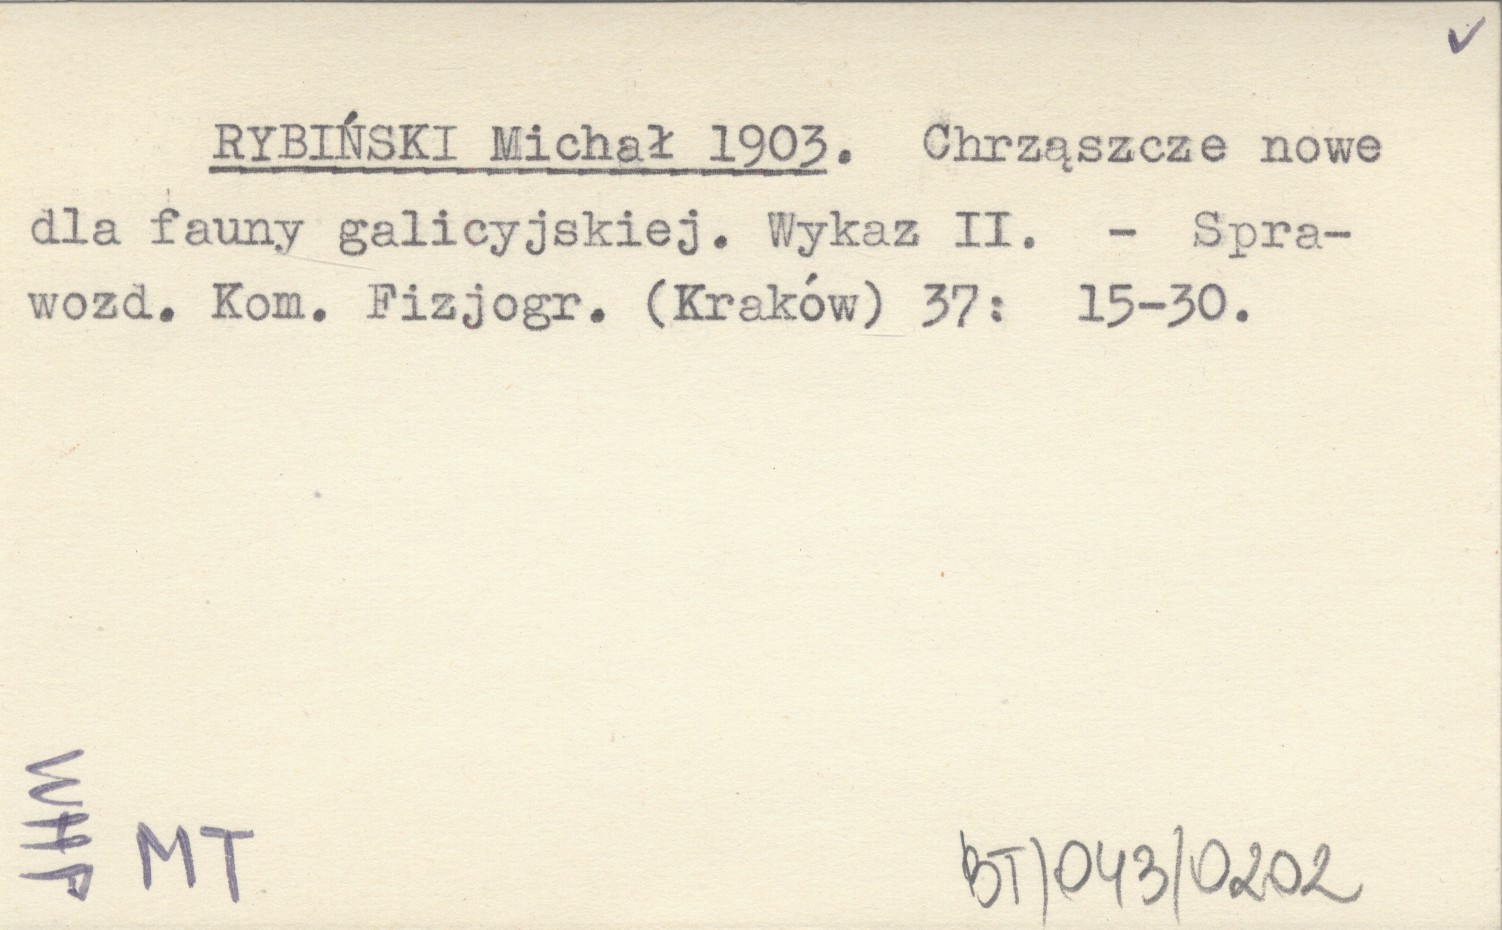 RYBIŃSKI Michał 1903. Chrząszcze nowe
dla fauny galicyjskiej. Wykaz II. - Spra-
wozd. Kom. Fizjogr. (Kraków) 37: 15-30.
MT
BT/043/0202